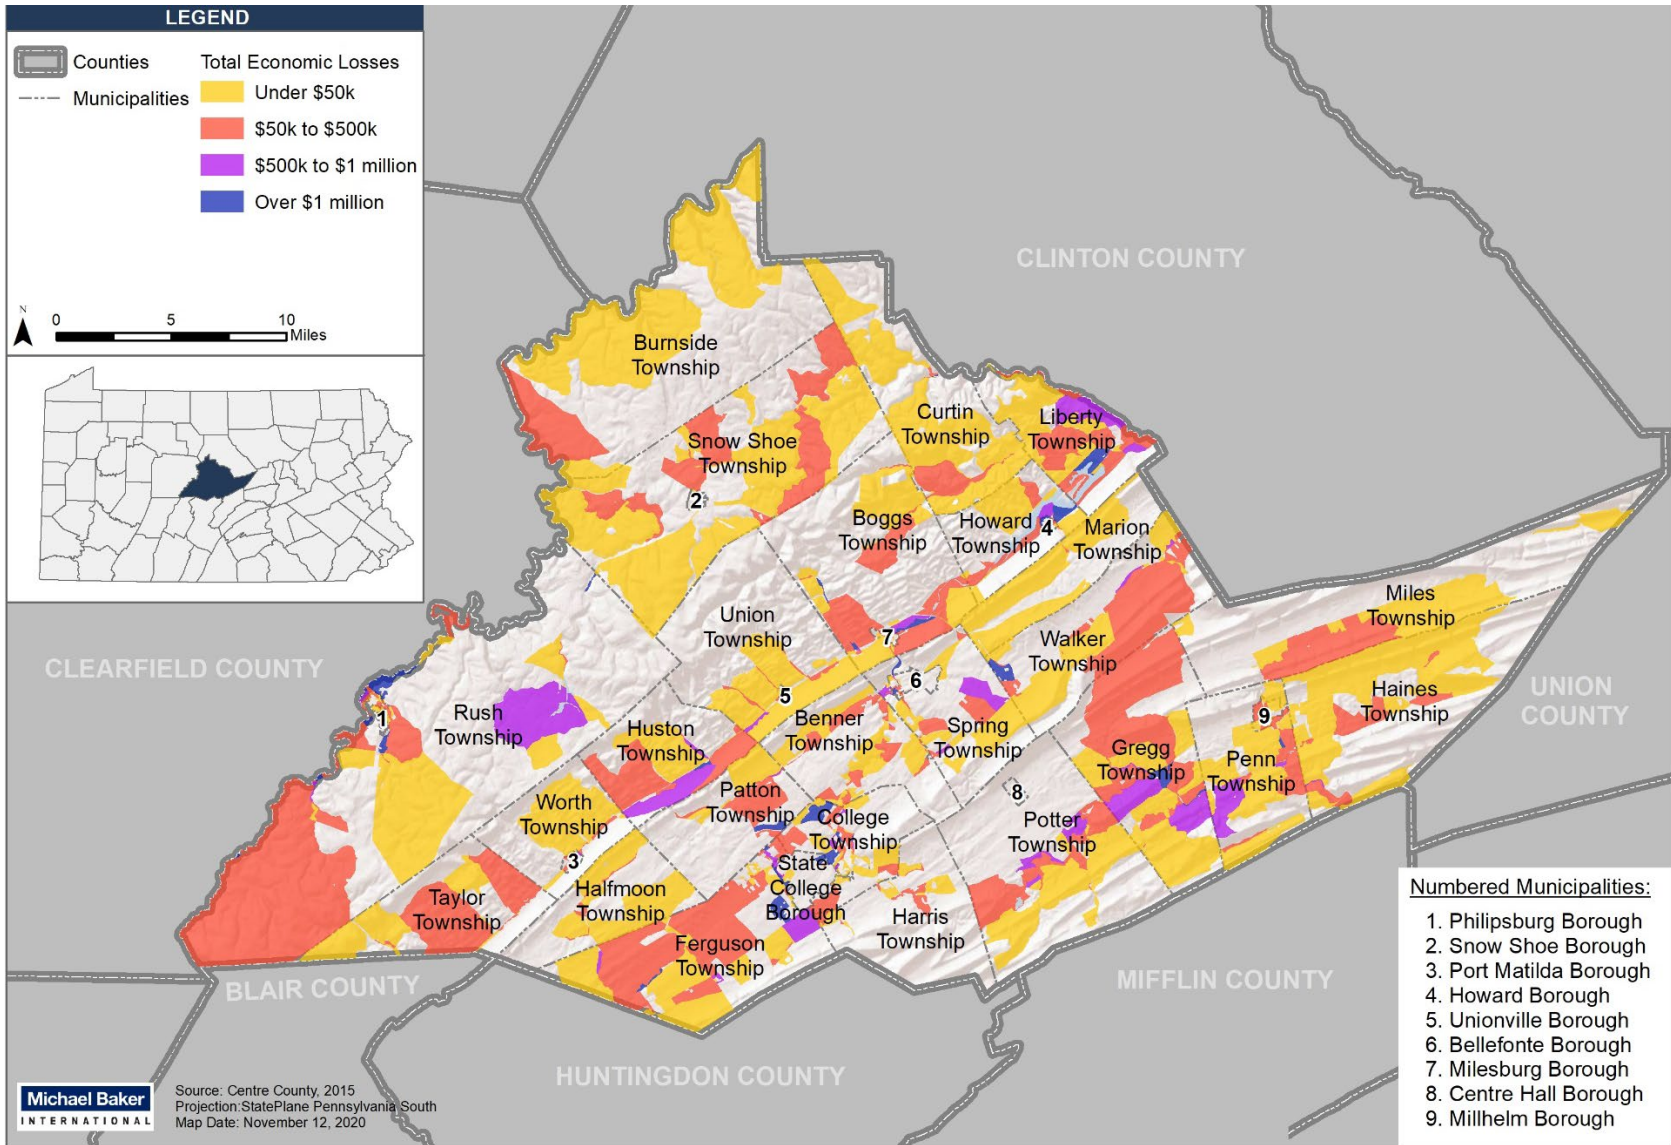 LEGEND
Counties
Municipalities
Total Economic Losses
Under $50k
$50k to $500k
$500k to $1 million
Over $1 million
N
0 5 10
Miles
CLINTON COUNTY
Burnside
Township
Curtin
Township
Liberty
Township
Snow Shoe
Township
2
Boggs
Township
Howard
Township
4
Marion
Township
Miles
Township
Union
Township
7
Walker
Township
CLEARFIELD COUNTY
UNION
COUNTY
Haines
Township
1
Rush
Township
5
6
9
Huston
Township
Benner
Township
Spring
Township
Gregg
Township
Penn
Township
Worth
Township
Patton
Township
College
Township
8
Potter
Township
3
State
College
Borough
Taylor
Township
Halfmoon
Township
Harris
Township
Ferguson
Township
BLAIR COUNTY
MIFFLIN COUNTY
HUNTINGDON COUNTY
Numbered Municipalities:
1. Philipsburg Borough
2. Snow Shoe Borough
3. Port Matilda Borough
4. Howard Borough
5. Unionville Borough
6. Bellefonte Borough
7. Milesburg Borough
8. Centre Hall Borough
9. Millhelm Borough
Michael Baker
INTERNATIONAL
Source: Centre County, 2015
Projection:StatePlane Pennsylvania South
Map Date: November 12, 2020